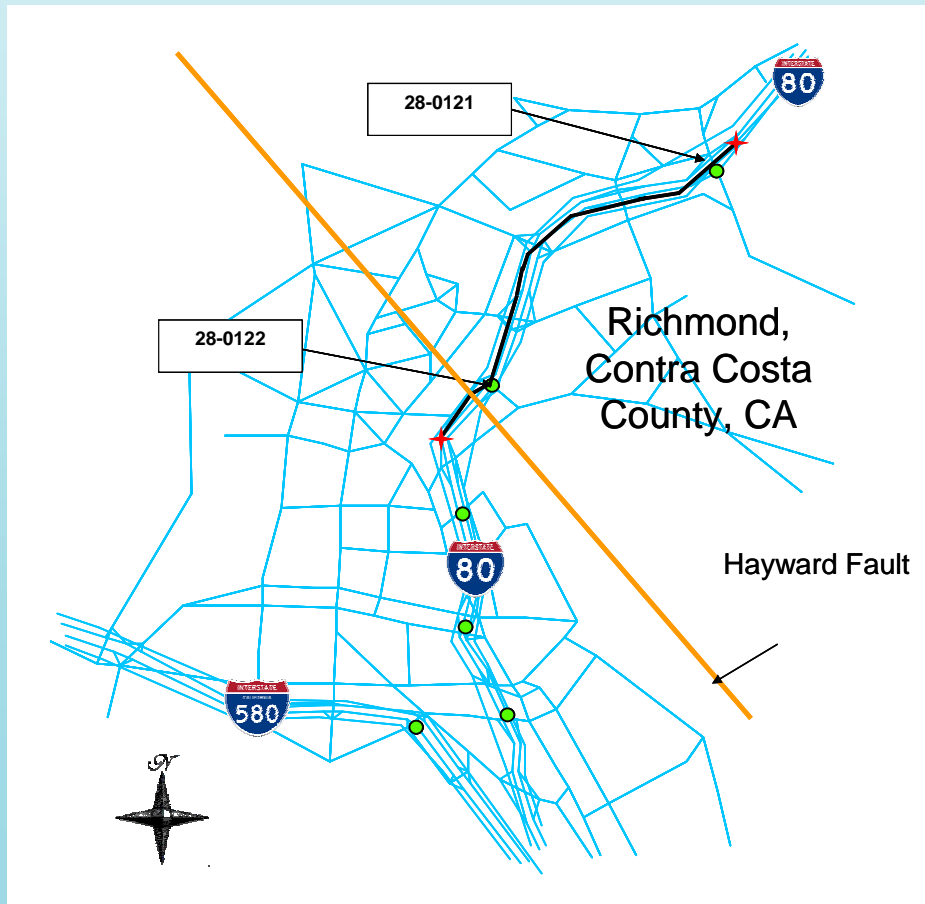 INTERSTATE
80
28-0121
28-0122
Richmond,
Contra Costa
County, CA
INTERSTATE
80
Hayward Fault
INTERSTATE
580
N